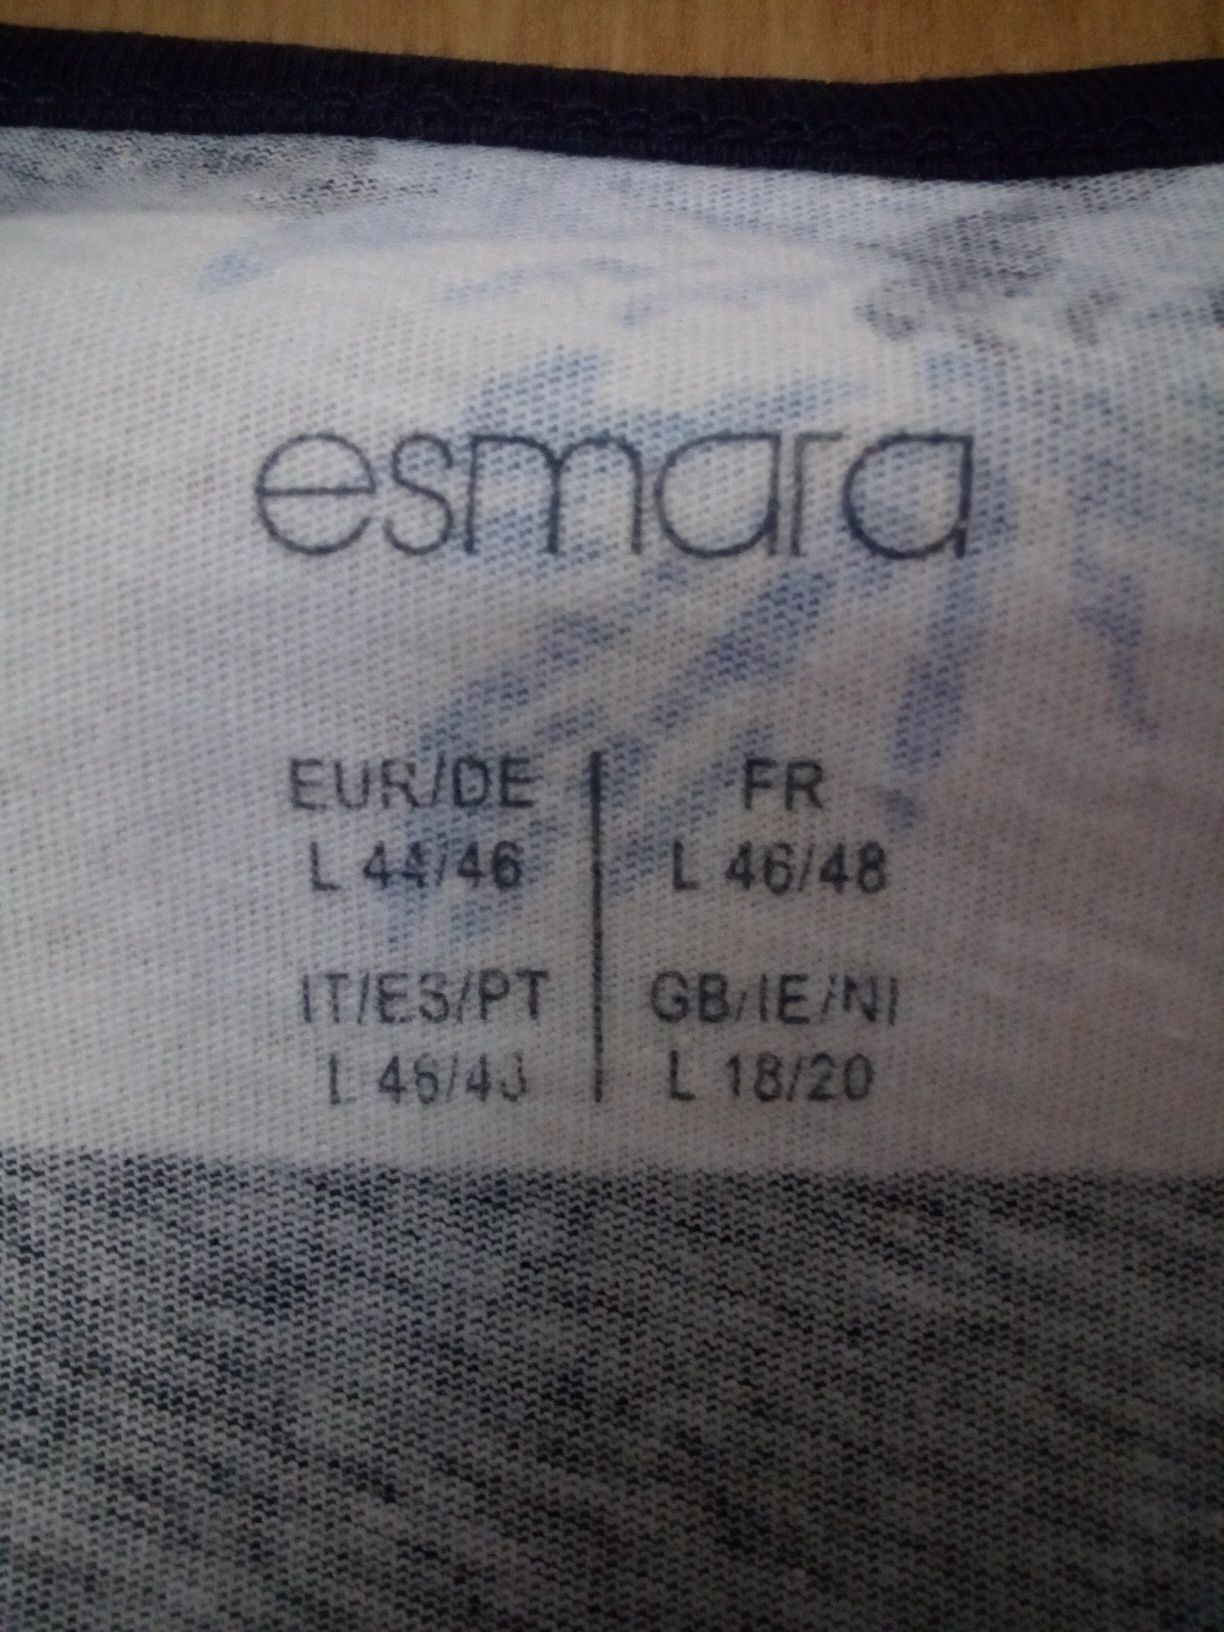 esmara
EUR/DE
L 44/46
FR
L 46/48
IT/ES/PT
L 46/48
GB/IE/NI
L 18/20